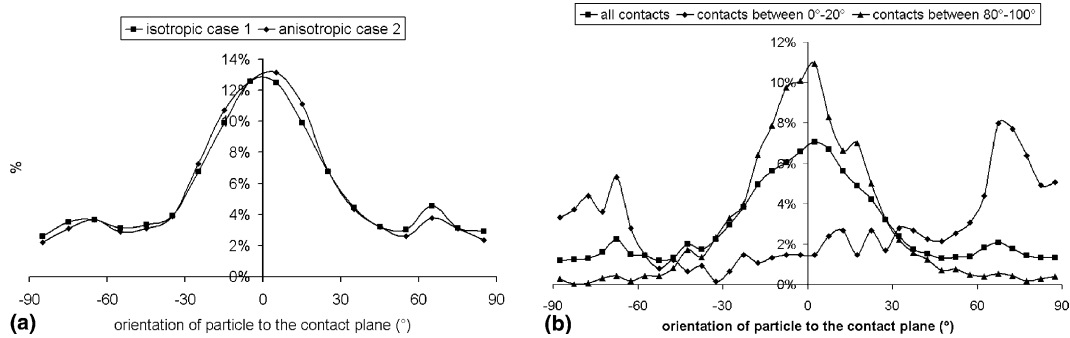 isotropic case 1 anisotropic case 2
14%
12%
10%
8%
6%
4%
2%
0%
%
-90 -60 -30 0 30 60 90
(a) orientation of particle to the contact plane (°)
all contacts contacts between 0°-20° contacts between 80°-100°
12%
10%
8%
6%
4%
2%
0%
-90 -60 -30 0 30 60 90
(b) orientation of particle to the contact plane (°)